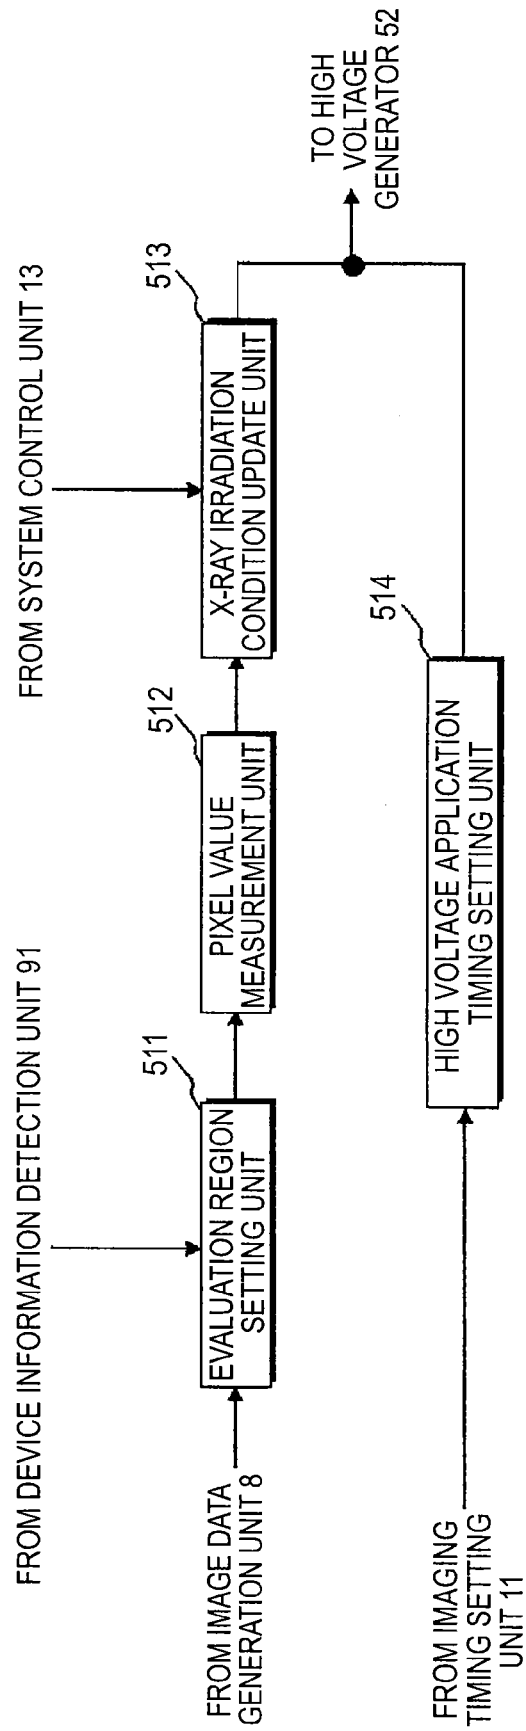 FROM DEVICE INFORMATION DETECTION UNIT 91
FROM SYSTEM CONTROL UNIT 13
FROM IMAGE DATA
GENERATION UNIT 8
511
EVALUATION REGION
SETTING UNIT
512
PIXEL VALUE
MEASUREMENT UNIT
513
X-RAY IRRADIATION
CONDITION UPDATE UNIT
TO HIGH
VOLTAGE
GENERATOR 52
FROM IMAGING
TIMING SETTING
UNIT 11
514
HIGH VOLTAGE APPLICATION
TIMING SETTING UNIT